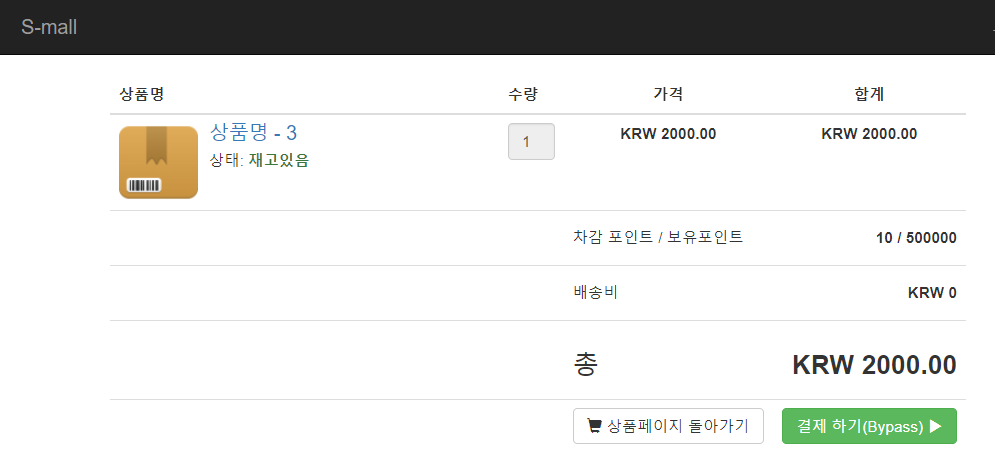 S-mall
상품명 수량 가격 합계
상품명 - 3
상태: 재고있음
1 KRW 2000.00 KRW 2000.00
차감 포인트 / 보유포인트 10 / 500000
배송비 KRW 0
총 KRW 2000.00
상품페이지 돌아가기 결제 하기(Bypass)